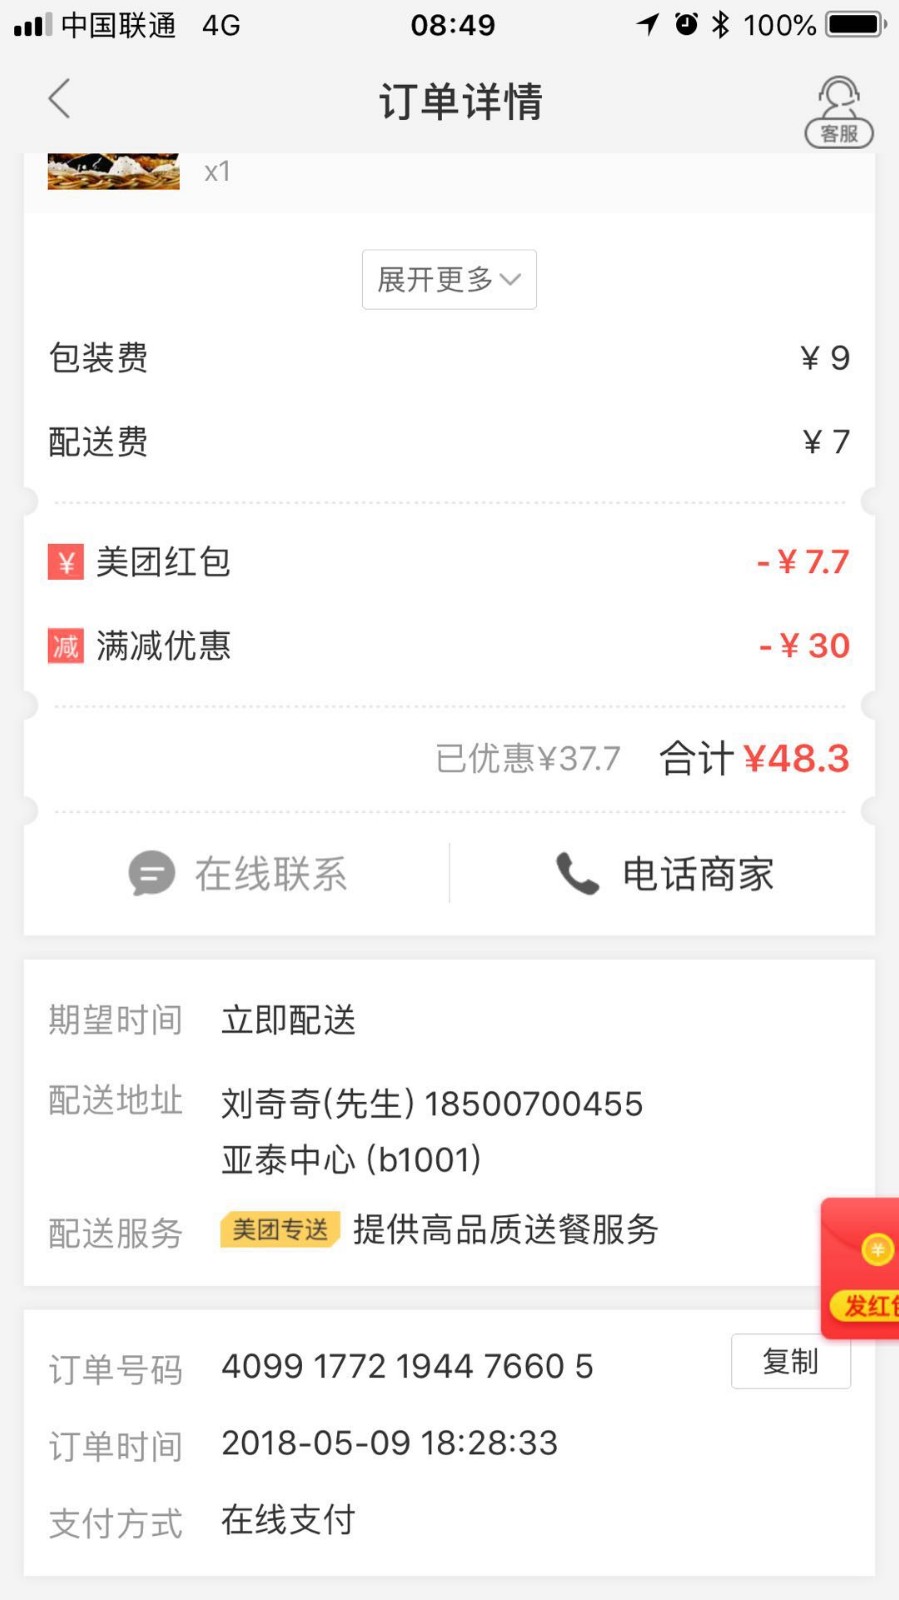 中国联通 4G 08:49 100%
订单详情
客服
x1
展开更多
包装费 ¥ 9
配送费 ¥ 7
¥ 美团红包 -¥ 7.7
减 满减优惠 -¥ 30
已优惠¥37.7 合计 ¥48.3
在线联系 电话商家
期望时间 立即配送
配送地址 刘奇奇(先生) 18500700455
亚泰中心 (b1001)
配送服务 美团专送 提供高品质送餐服务
¥
发红包
订单号码 4099 1772 1944 7660 5 复制
订单时间 2018-05-09 18:28:33
支付方式 在线支付